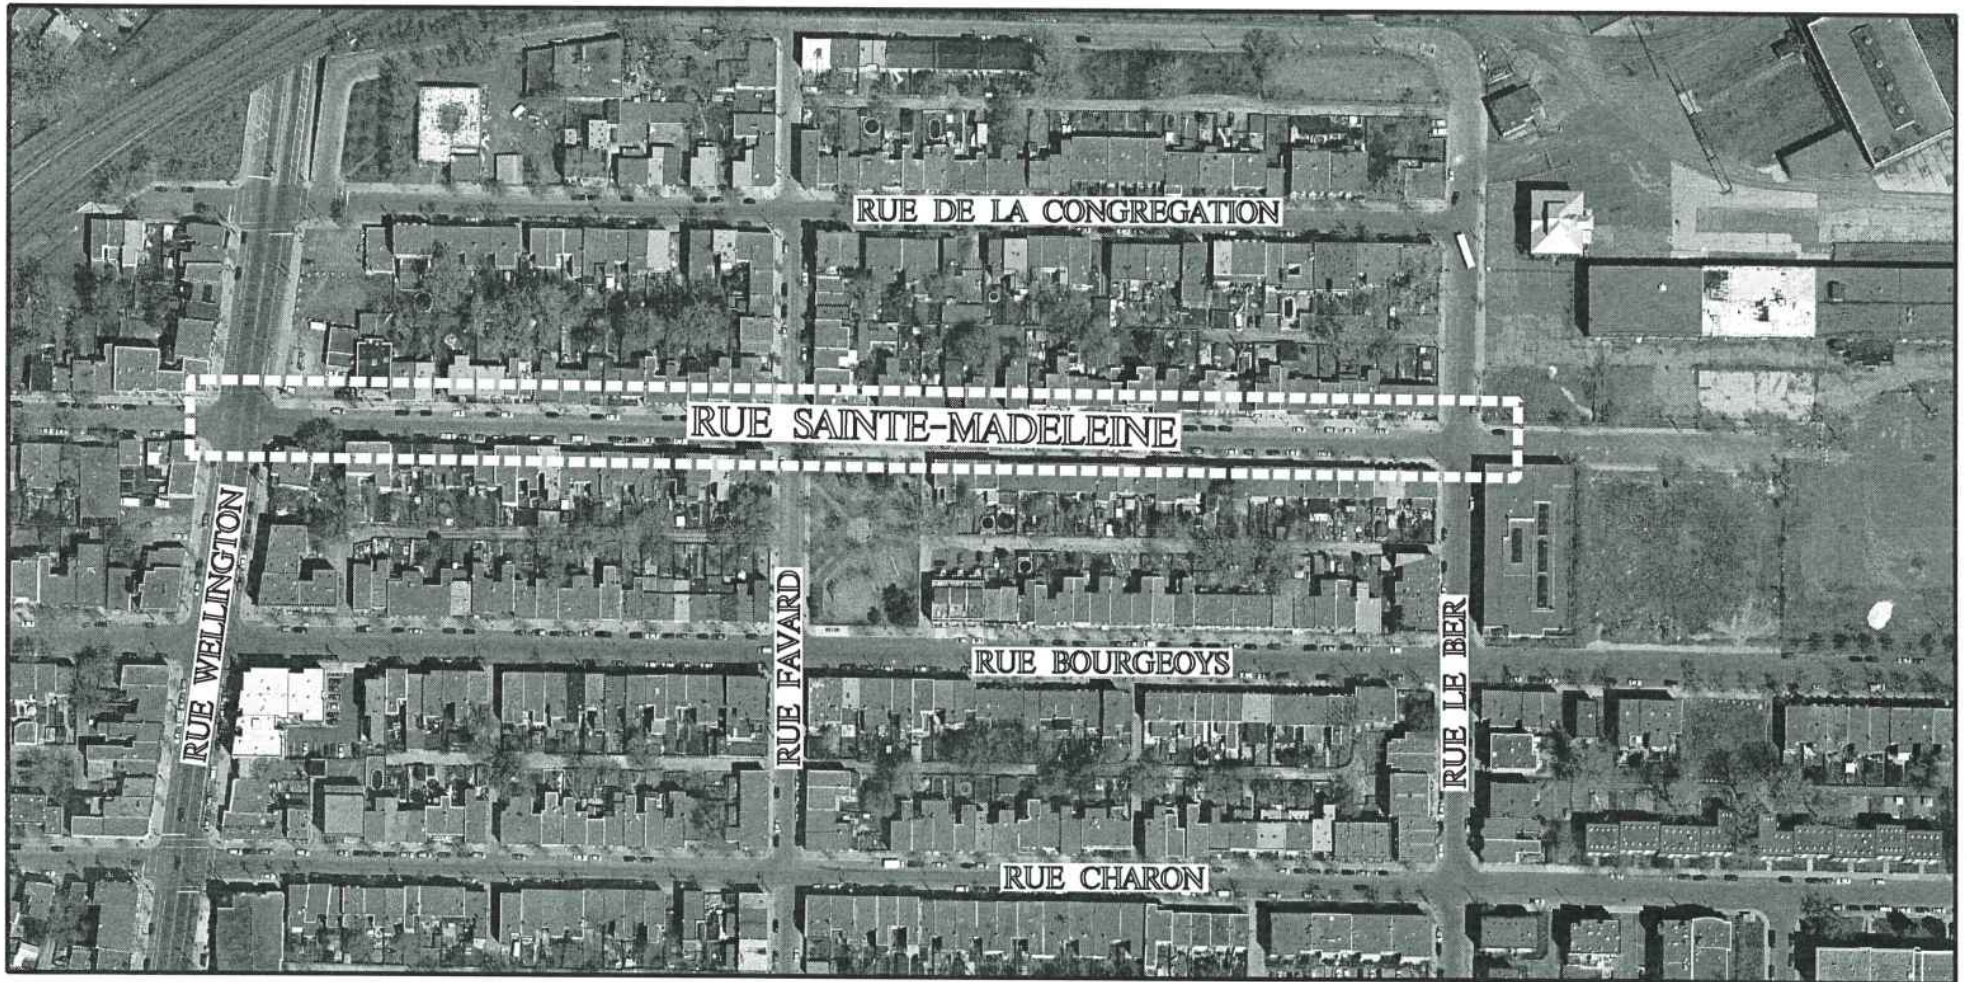 RUE DE LA CONGREGATION
RUE SAINTE-MADELEINE
RUE WELLINGTON
RUE FAVARD
RUE BOURGEOYS
RUE LE BER
RUE CHARON